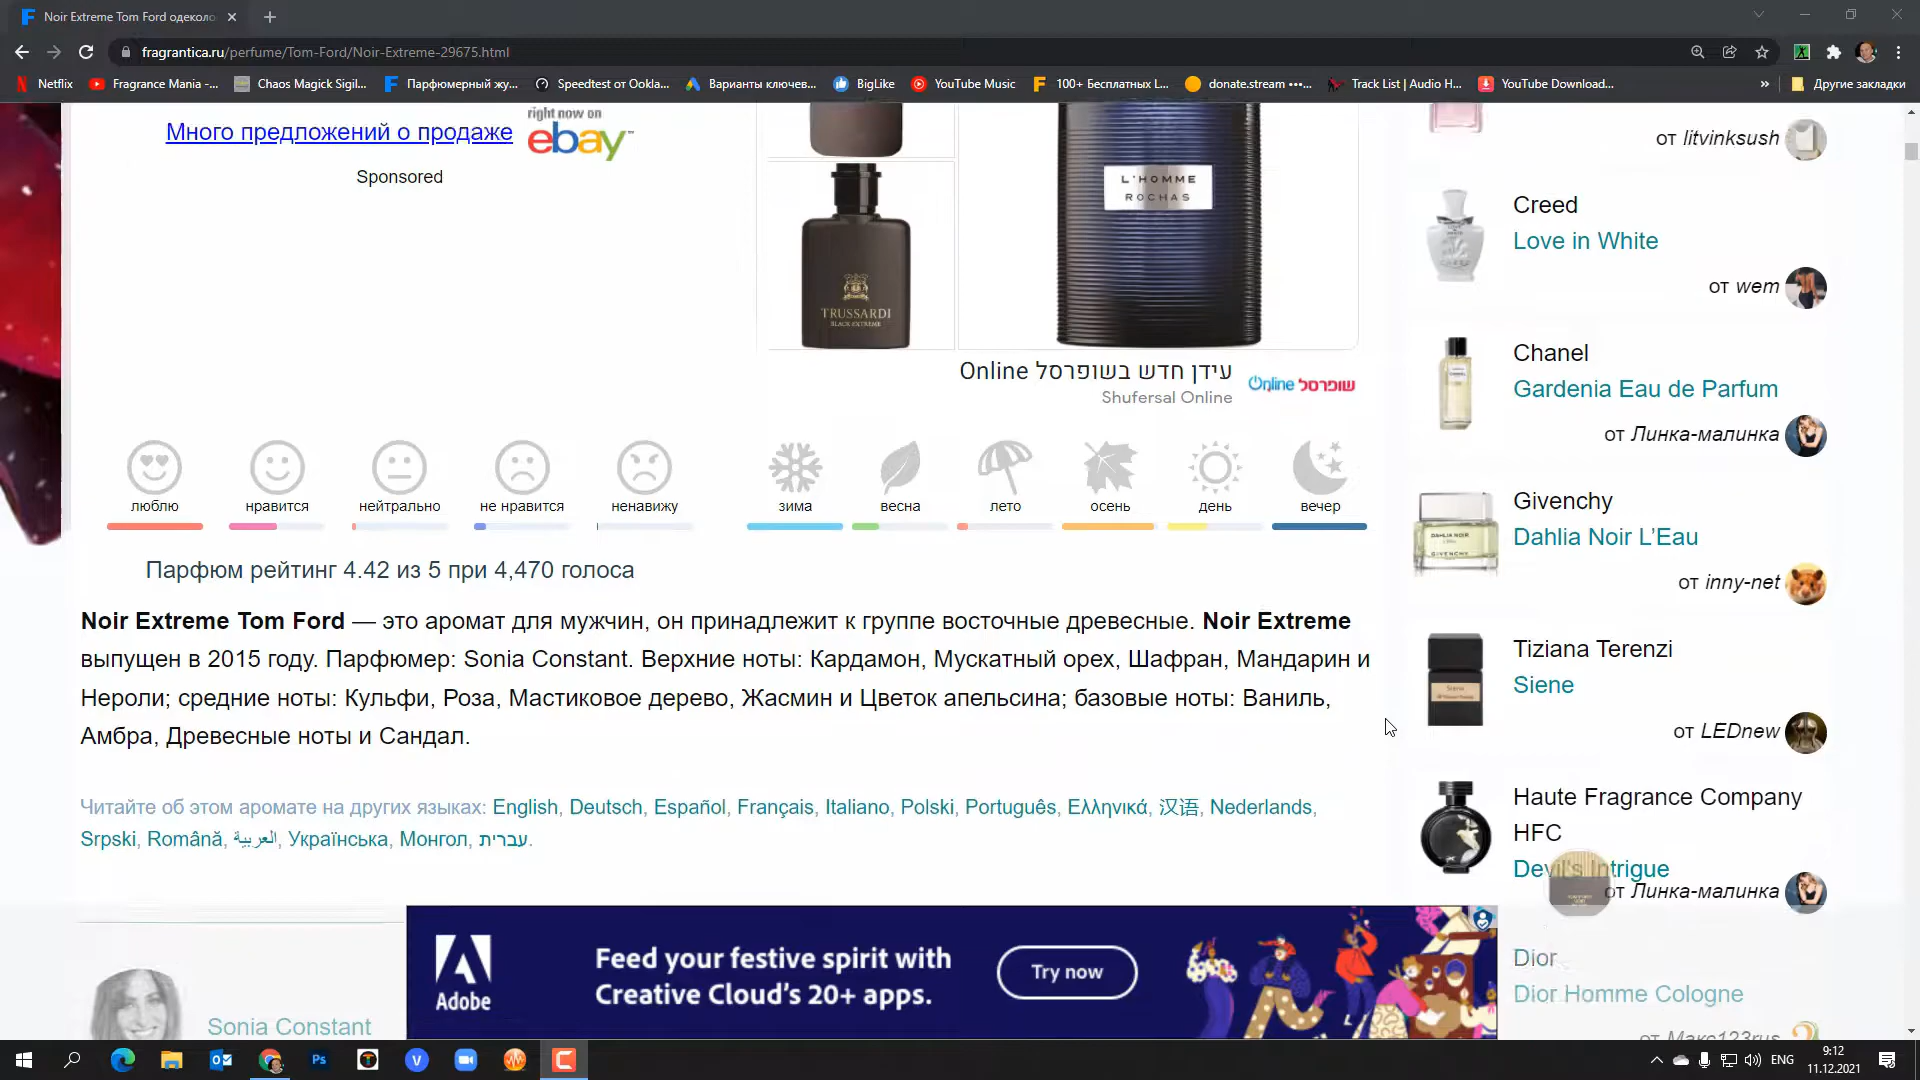 Noir Extreme Tom Ford одеколо
fragrantica.ru/perfume/Tom-Ford/Noir-Extreme-29675.html
Netflix
Fragrance Mania -...
Chaos Magick Sigil...
Парфюмерный жу...
Speedtest от Ookla...
Варианты ключев...
BigLike
YouTube Music
100+ Бесплатных L...
donate.stream ••••...
Track List | Audio H...
YouTube Download...
»
Другие закладки
Много предложений о продаже
right now on
ebay™
Sponsored
TRUSSARDI
BLACK EXTREME
L'HOMME
ROCHAS
עידן חדש בשופרסל Online
Shufersal Online
שופרסל Online
люблю
нравится
нейтрально
не нравится
ненавижу
зима
весна
лето
осень
день
вечер
Парфюм рейтинг 4.42 из 5 при 4,470 голоса
Noir Extreme Tom Ford — это аромат для мужчин, он принадлежит к группе восточные древесные. Noir Extreme
выпущен в 2015 году. Парфюмер: Sonia Constant. Верхние ноты: Кардамон, Мускатный орех, Шафран, Мандарин и
Нероли; средние ноты: Кульфи, Роза, Мастиковое дерево, Жасмин и Цветок апельсина; базовые ноты: Ваниль,
Амбра, Древесные ноты и Сандал.
Читайте об этом аромате на других языках: English, Deutsch, Español, Français, Italiano, Polski, Português, Ελληνικά, 汉语, Nederlands,
Srpski, Română, العربية, Українська, Монгол, עברית.
Sonia Constant
Adobe
Feed your festive spirit with
Creative Cloud's 20+ apps.
Try now
от litvinksush
Creed
Love in White
от wem
Chanel
Gardenia Eau de Parfum
от Линка-малинка
DAHLIA NOIR
GIVENCHY
Givenchy
Dahlia Noir L'Eau
от inny-net
Tiziana Terenzi
Siene
от LEDnew
Haute Fragrance Company
HFC
Devil's Intrigue
от Линка-малинка
Dior
Dior Homme Cologne
от Макс123rus
Ps
V
ENG
9:12
11.12.2021